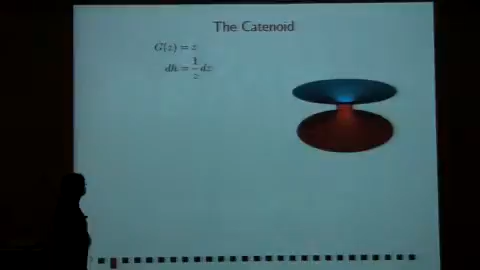 The Catenoid
G(z) = z
dh = 1/z dz